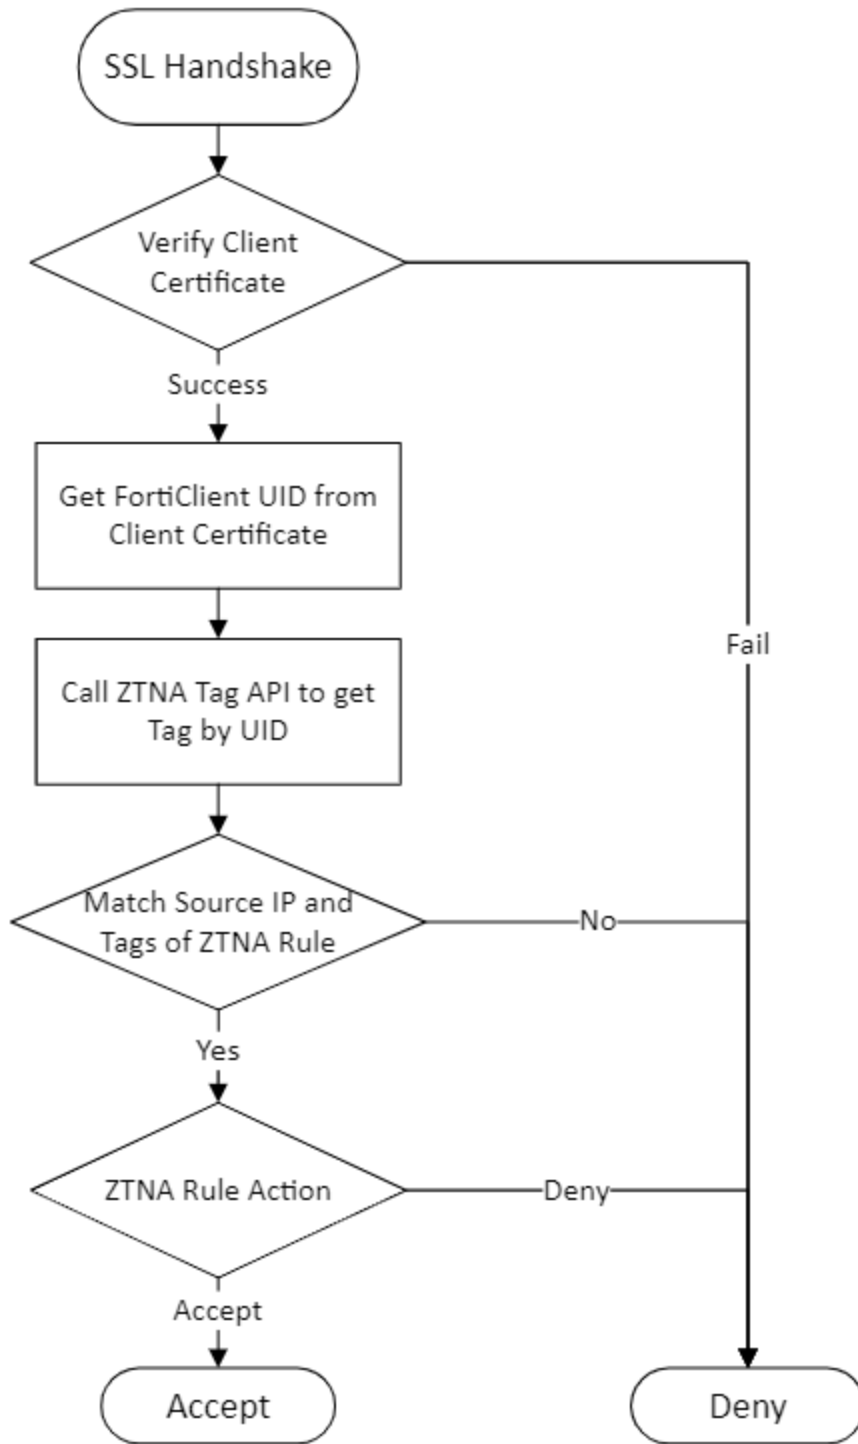 SSL Handshake
Verify Client
Certificate
Success
Get FortiClient UID from
Client Certificate
Fail
Call ZTNA Tag API to get
Tag by UID
Match Source IP and
Tags of ZTNA Rule
No
Yes
ZTNA Rule Action
Deny
Accept
Accept
Deny